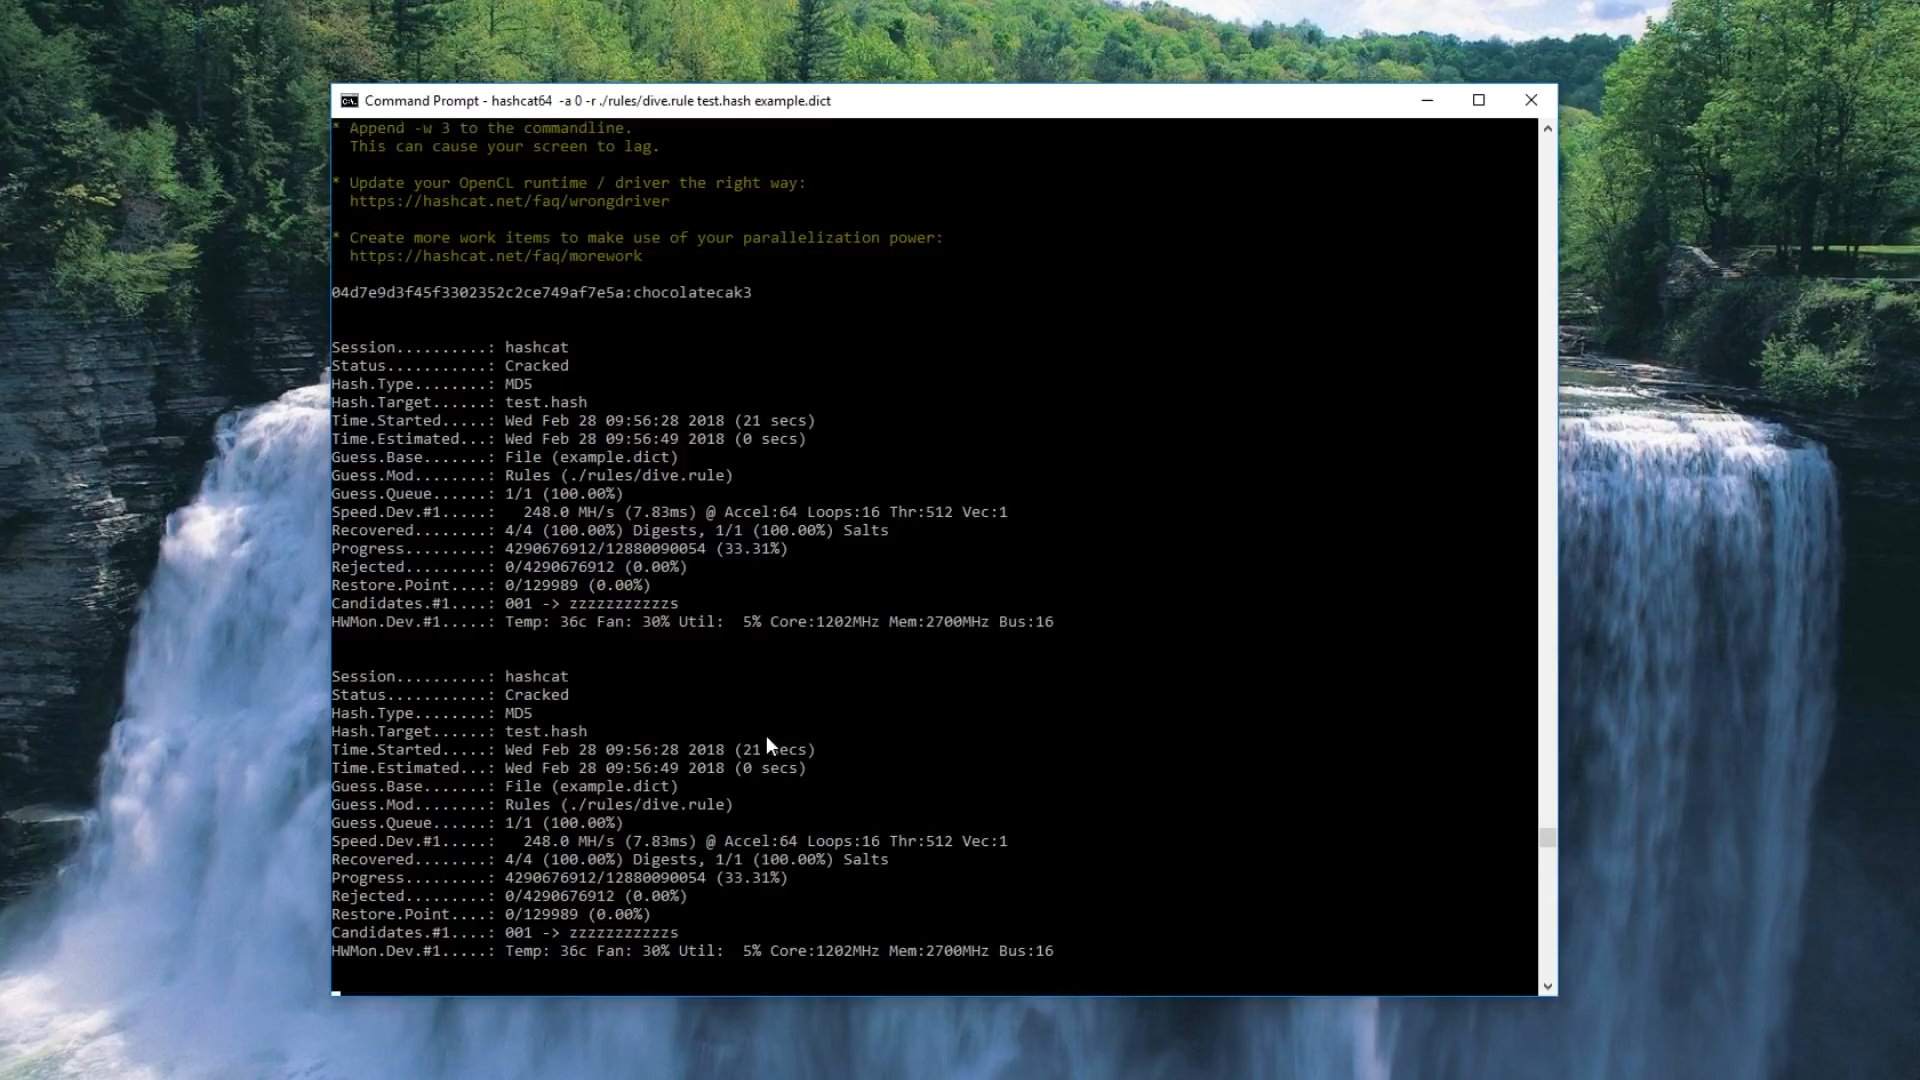 Command Prompt - hashcat64  -a 0 -r ./rules/dive.rule test.hash example.dict
* Append -w 3 to the commandline.
  This can cause your screen to lag.
* Update your OpenCL runtime / driver the right way:
  https://hashcat.net/faq/wrongdriver
* Create more work items to make use of your parallelization power:
  https://hashcat.net/faq/morework
04d7e9d3f45f3302352c2ce749af7e5a:chocolatecak3
Session..........: hashcat
Status...........: Cracked
Hash.Type........: MD5
Hash.Target......: test.hash
Time.Started.....: Wed Feb 28 09:56:28 2018 (21 secs)
Time.Estimated...: Wed Feb 28 09:56:49 2018 (0 secs)
Guess.Base.......: File (example.dict)
Guess.Mod........: Rules (./rules/dive.rule)
Guess.Queue......: 1/1 (100.00%)
Speed.Dev.#1.....:   248.0 MH/s (7.83ms) @ Accel:64 Loops:16 Thr:512 Vec:1
Recovered........: 4/4 (100.00%) Digests, 1/1 (100.00%) Salts
Progress.........: 4290676912/12880090054 (33.31%)
Rejected.........: 0/4290676912 (0.00%)
Restore.Point....: 0/129989 (0.00%)
Candidates.#1....: 001 -> zzzzzzzzzzzs
HWMon.Dev.#1.....: Temp: 36c Fan: 30% Util:  5% Core:1202MHz Mem:2700MHz Bus:16
Session..........: hashcat
Status...........: Cracked
Hash.Type........: MD5
Hash.Target......: test.hash
Time.Started.....: Wed Feb 28 09:56:28 2018 (21 secs)
Time.Estimated...: Wed Feb 28 09:56:49 2018 (0 secs)
Guess.Base.......: File (example.dict)
Guess.Mod........: Rules (./rules/dive.rule)
Guess.Queue......: 1/1 (100.00%)
Speed.Dev.#1.....:   248.0 MH/s (7.83ms) @ Accel:64 Loops:16 Thr:512 Vec:1
Recovered........: 4/4 (100.00%) Digests, 1/1 (100.00%) Salts
Progress.........: 4290676912/12880090054 (33.31%)
Rejected.........: 0/4290676912 (0.00%)
Restore.Point....: 0/129989 (0.00%)
Candidates.#1....: 001 -> zzzzzzzzzzzs
HWMon.Dev.#1.....: Temp: 36c Fan: 30% Util:  5% Core:1202MHz Mem:2700MHz Bus:16